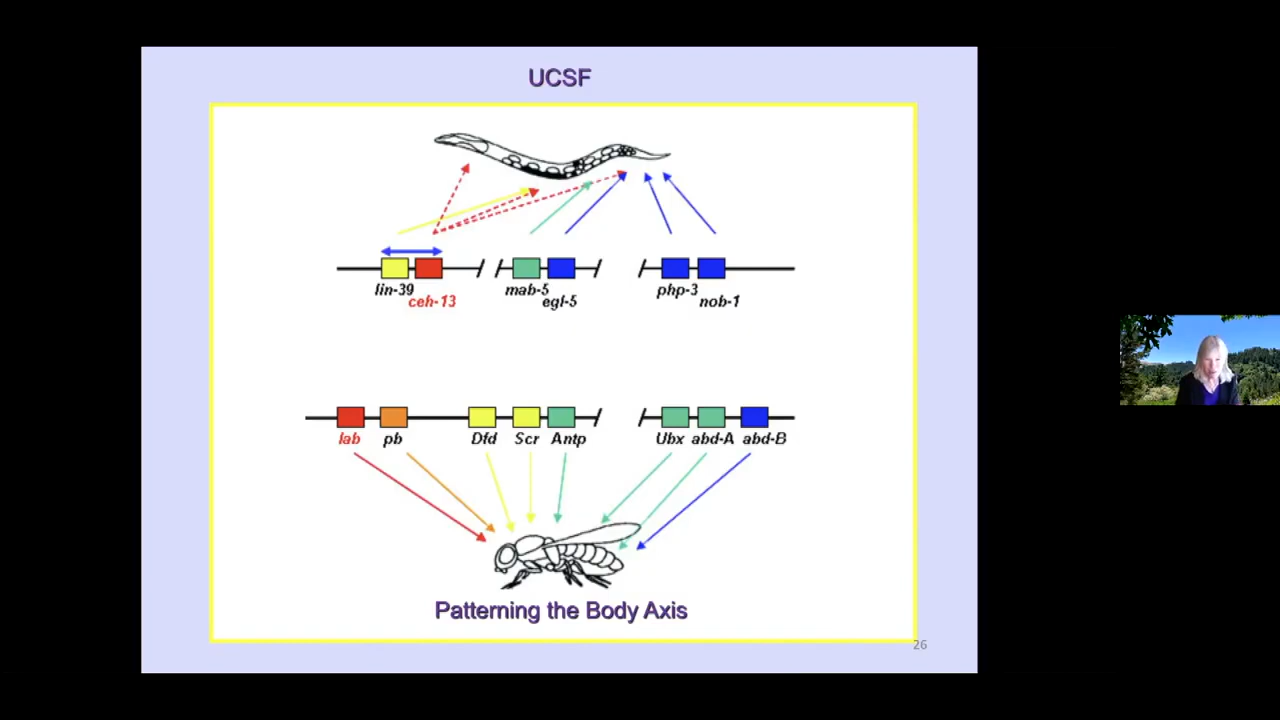 UCSF
lin-39
ceh-13
mab-5
egl-5
php-3
nob-1
lab pb Dfd Scr Antp Ubx abd-A abd-B
Patterning the Body Axis
26